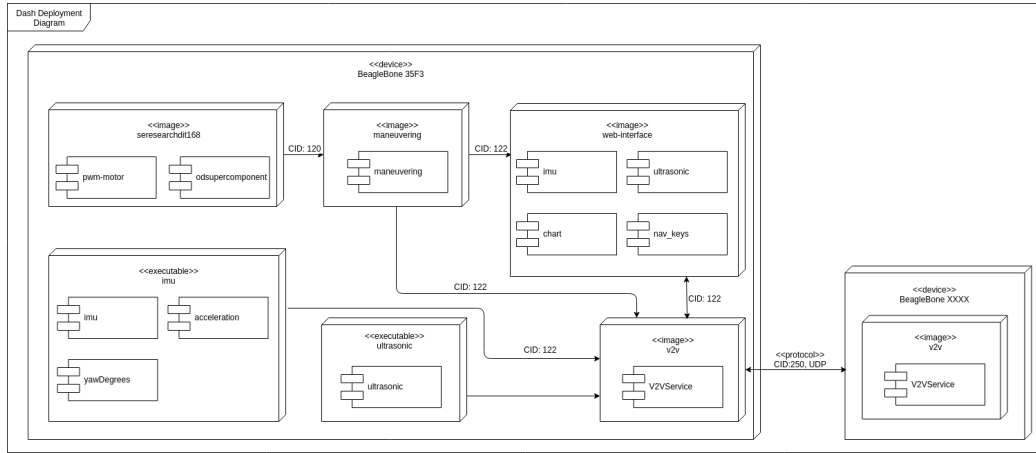 Dash Deployment
Diagram
<<device>>
BeagleBone 35F3
<<image>>
seresearchdit168
pwm-motor
odsupercomponent
CID: 120
<<image>>
maneuvering
maneuvering
CID: 122
<<image>>
web-interface
imu
ultrasonic
chart
nav_keys
<<executable>>
imu
imu
acceleration
yawDegrees
CID: 122
CID: 122
CID: 122
<<executable>>
ultrasonic
ultrasonic
<<image>>
v2v
V2VService
<<protocol>>
CID:250, UDP
<<device>>
BeagleBone XXXX
<<image>>
v2v
V2VService